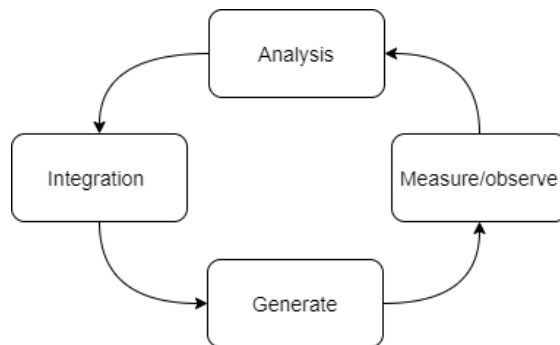 Analysis
Integration
Measure/observe
Generate